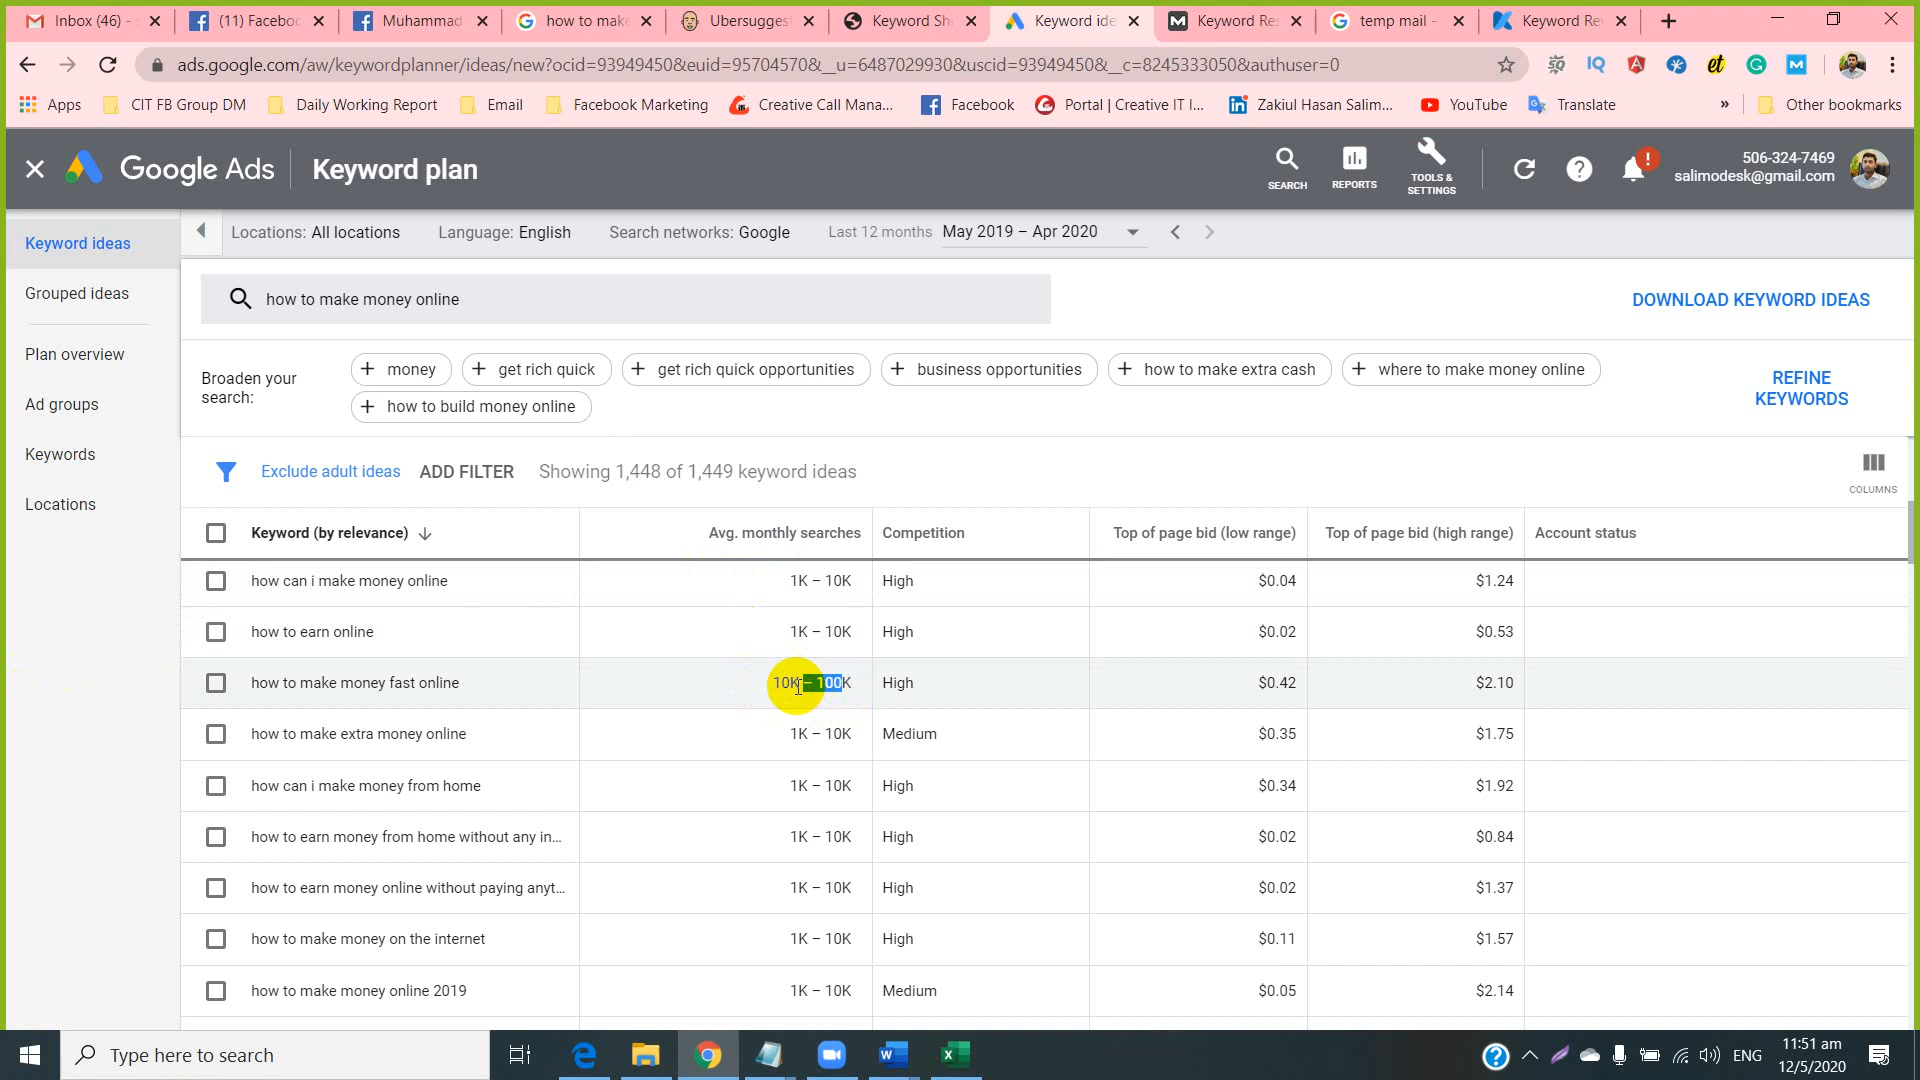 Inbox (46) -
(11) Faceboo
Muhammad
how to make
Ubersuggest
Keyword Sh
Keyword ide
Keyword Res
temp mail -
Keyword Re
ads.google.com/aw/keywordplanner/ideas/new?ocid=93949450&euid=95704570&__u=6487029930&uscid=93949450&__c=8245333050&authuser=0
Apps
CIT FB Group DM
Daily Working Report
Email
Facebook Marketing
Creative Call Mana...
Facebook
Portal | Creative IT I...
Zakiul Hasan Salim...
YouTube
Translate
»
Other bookmarks
Google Ads
Keyword plan
SEARCH
REPORTS
TOOLS &
SETTINGS
506-324-7469
salimodesk@gmail.com
Keyword ideas
Grouped ideas
Plan overview
Ad groups
Keywords
Locations
Locations: All locations
Language: English
Search networks: Google
Last 12 months
May 2019 – Apr 2020
how to make money online
DOWNLOAD KEYWORD IDEAS
Broaden your
search:
+ money
+ get rich quick
+ get rich quick opportunities
+ business opportunities
+ how to make extra cash
+ where to make money online
+ how to build money online
REFINE
KEYWORDS
Exclude adult ideas
ADD FILTER
Showing 1,448 of 1,449 keyword ideas
COLUMNS
Keyword (by relevance) Avg. monthly searches Competition Top of page bid (low range) Top of page bid (high range) Account status
how can i make money online 1K – 10K High $0.04 $1.24
how to earn online 1K – 10K High $0.02 $0.53
how to make money fast online 10K – 100K High $0.42 $2.10
how to make extra money online 1K – 10K Medium $0.35 $1.75
how can i make money from home 1K – 10K High $0.34 $1.92
how to earn money from home without any in... 1K – 10K High $0.02 $0.84
how to earn money online without paying anyt... 1K – 10K High $0.02 $1.37
how to make money on the internet 1K – 10K High $0.11 $1.57
how to make money online 2019 1K – 10K Medium $0.05 $2.14
Type here to search
ENG
11:51 am
12/5/2020